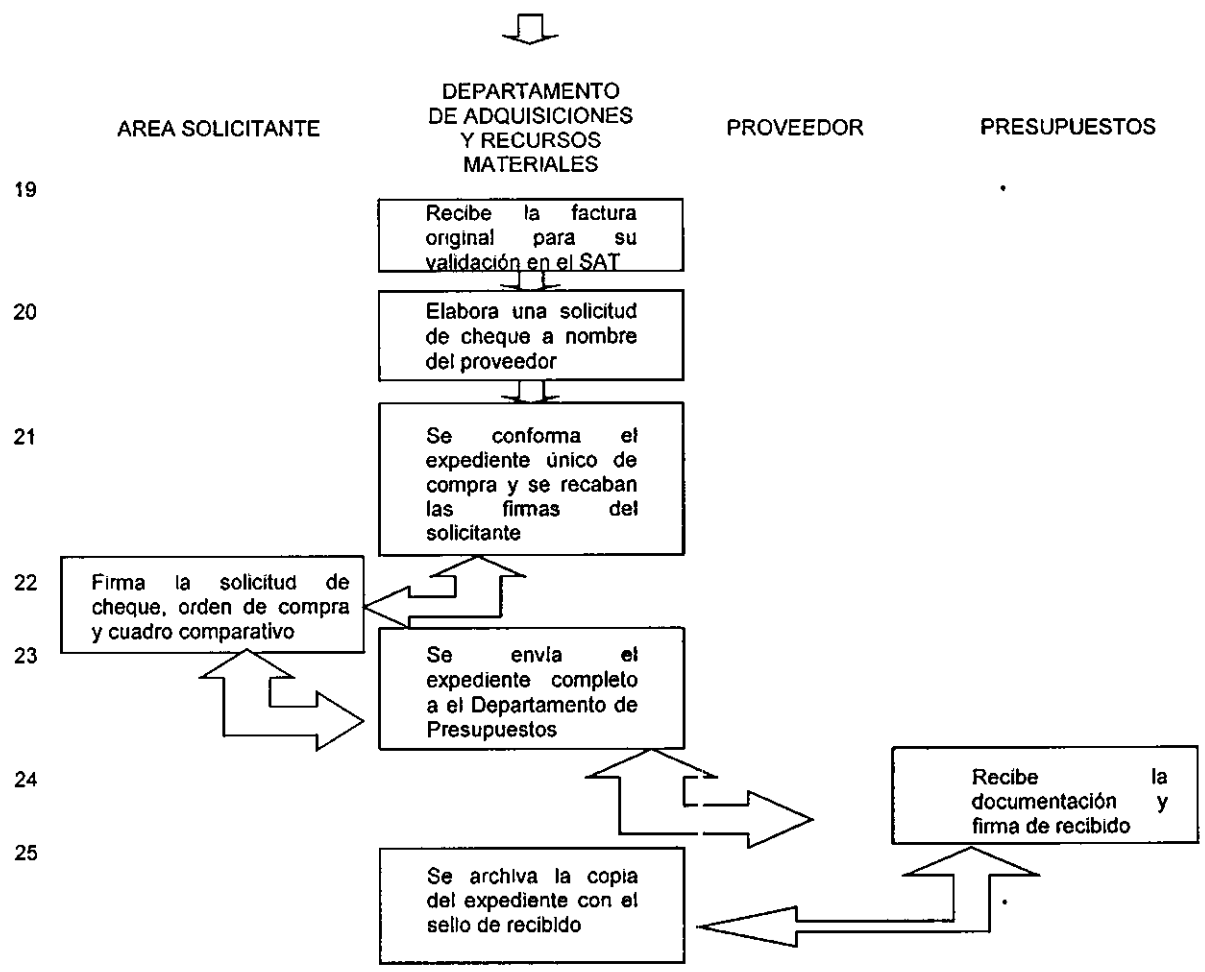 AREA SOLICITANTE
DEPARTAMENTO
DE ADQUISICIONES
Y RECURSOS
MATERIALES
PROVEEDOR
PRESUPUESTOS
19
Recibe la factura
original para su
validación en el SAT
20
Elabora una solicitud
de cheque a nombre
del proveedor
21
Se conforma el
expediente único de
compra y se recaban
las firmas del
solicitante
22
Firma la solicitud de
cheque, orden de compra
y cuadro comparativo
23
Se envía el
expediente completo
a el Departamento de
Presupuestos
24
Recibe la
documentación y
firma de recibido
25
Se archiva la copia
del expediente con el
sello de recibido